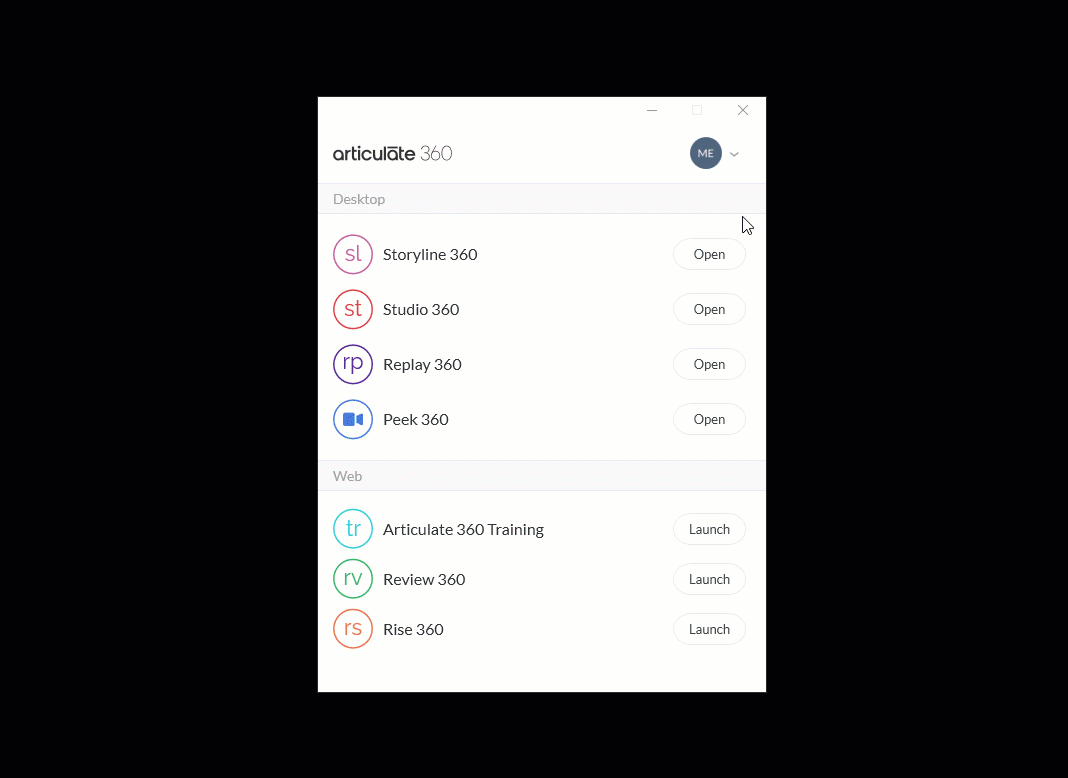 articulāte 360
ME
Desktop
sl Storyline 360 Open
st Studio 360 Open
rp Replay 360 Open
Peek 360 Open
Web
tr Articulate 360 Training Launch
rv Review 360 Launch
rs Rise 360 Launch